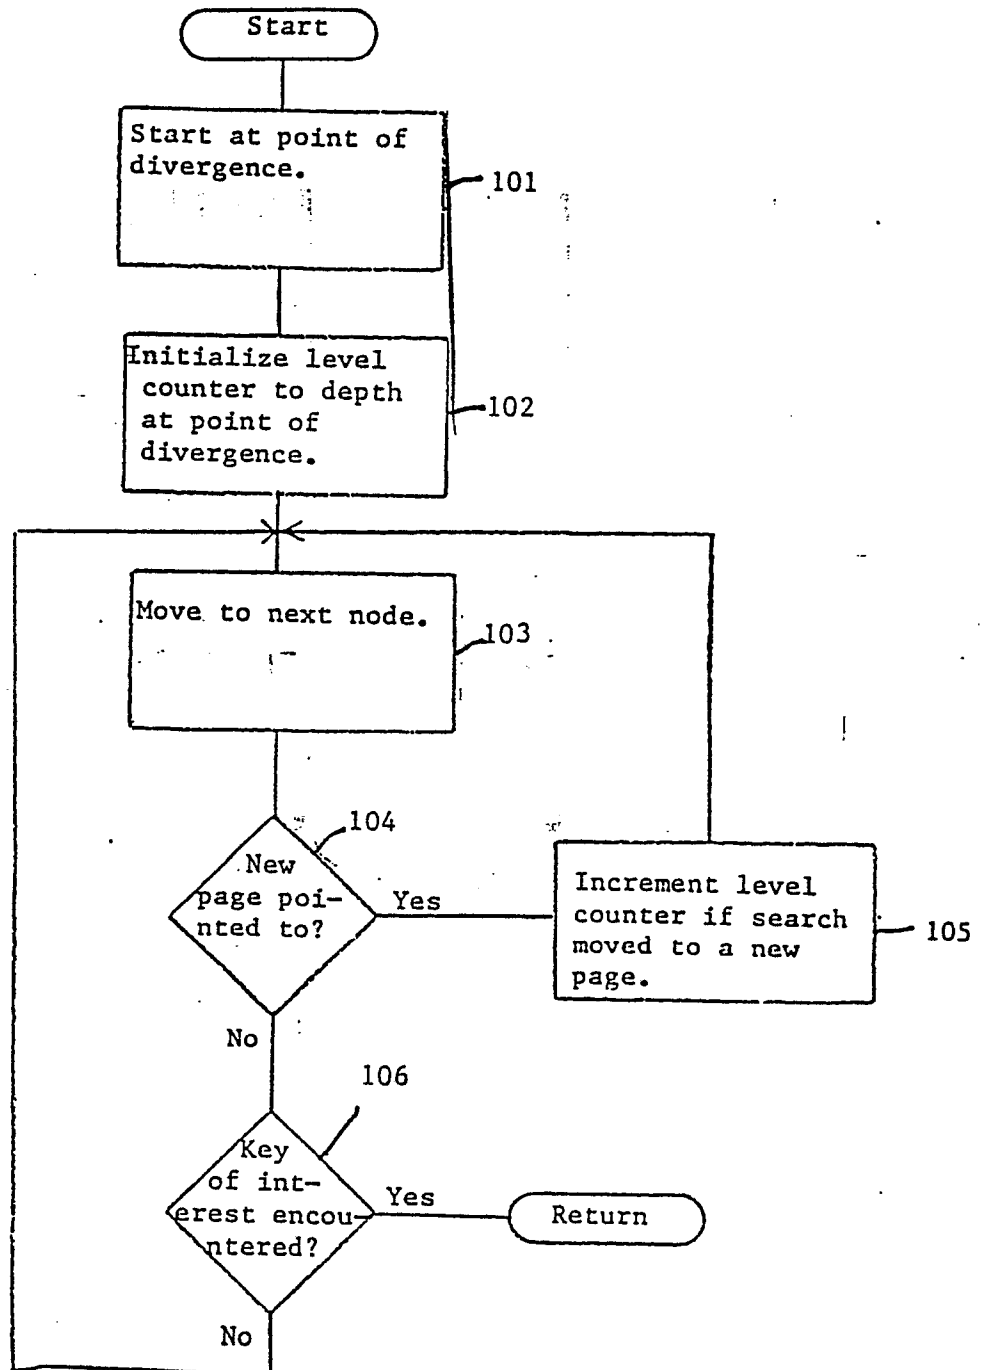 Start
Start at point of
divergence.
101
Initialize level
counter to depth
at point of
divergence.
102
Move to next node.
103
104
New
page poi-
nted to?
Yes
Increment level
counter if search
moved to a new
page.
105
No
106
Key
of int-
erest encou-
ntered?
Yes
Return
No